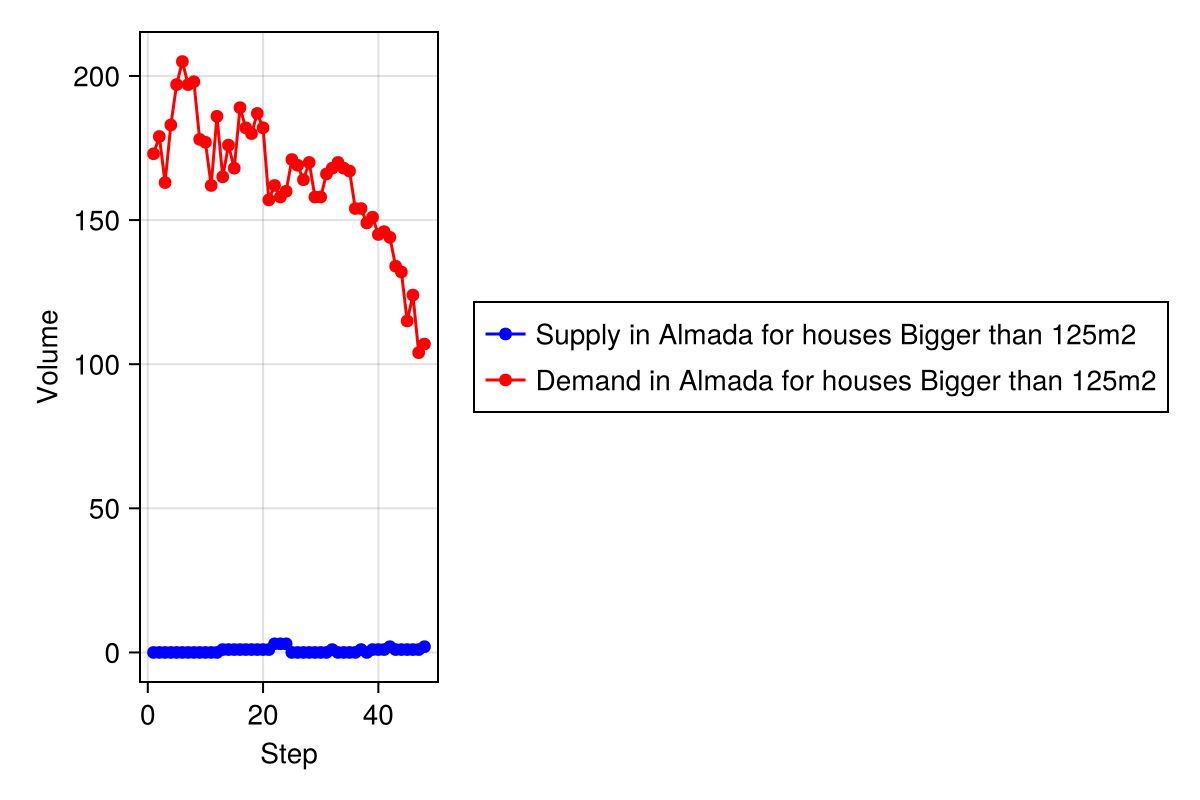 200
150
100
50
0
Volume
0 20 40
Step
Supply in Almada for houses Bigger than 125m2
Demand in Almada for houses Bigger than 125m2